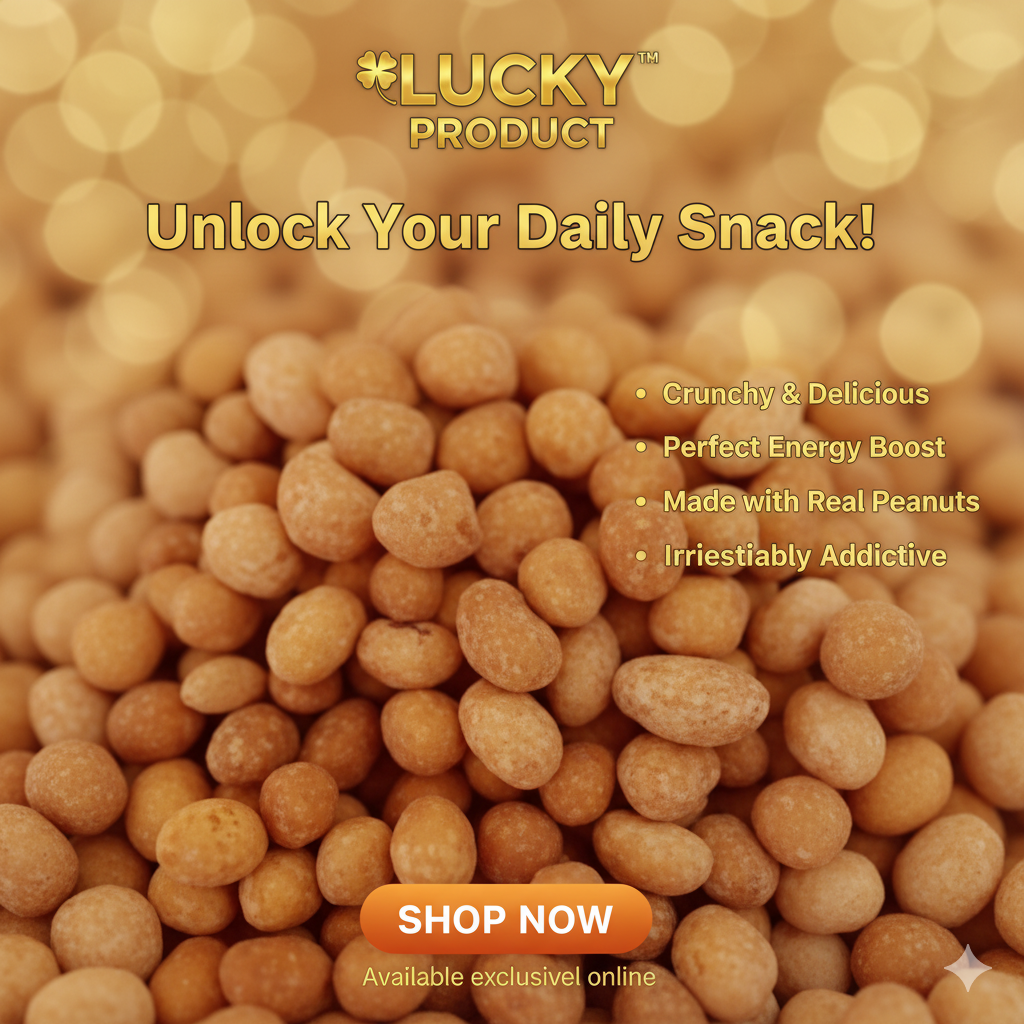 LUCKY™
PRODUCT
Unlock Your Daily Snack!
• Crunchy & Delicious
• Perfect Energy Boost
• Made with Real Peanuts
• Irriestiably Addictive
SHOP NOW
Available exclusivel online